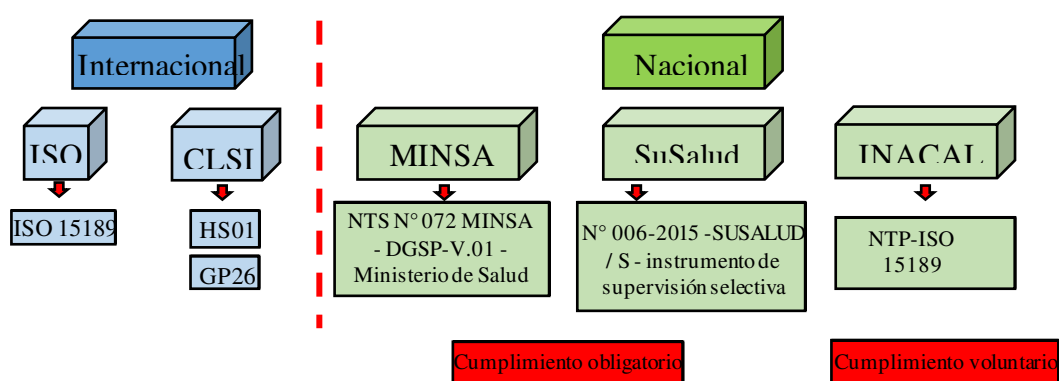 Internacional
Nacional
ISO
CLSI
MINSA
SuSalud
INACAL
ISO 15189
HS01
GP26
NTS N° 072 MINSA
- DGSP-V.01 -
Ministerio de Salud
N° 006-2015 -SUSALUD
/ S - instrumento de
supervisión selectiva
NTP-ISO
15189
Cumplimiento obligatorio
Cumplimiento voluntario